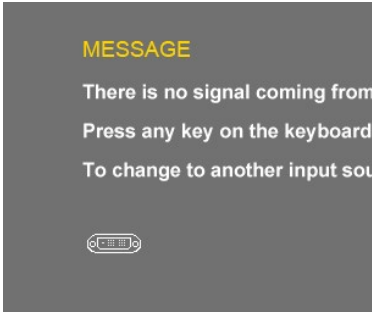 MESSAGE
There is no signal coming from
Press any key on the keyboard
To change to another input sou